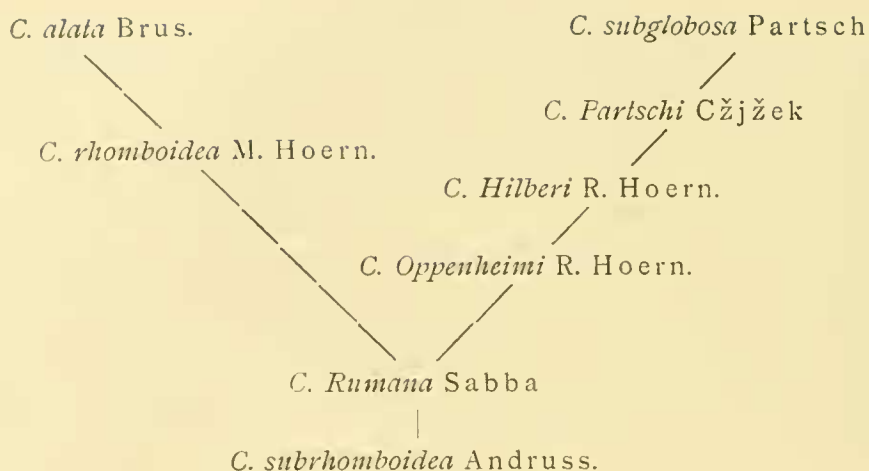 C. alata Brus.
C. subglobosa Partsch
C. Partschi Cžjžek
C. rhomboidea M. Hoern.
C. Hilberi R. Hoern.
C. Oppenheimi R. Hoern.
C. Rumana Sabba
C. subrhomboidea Andruss.